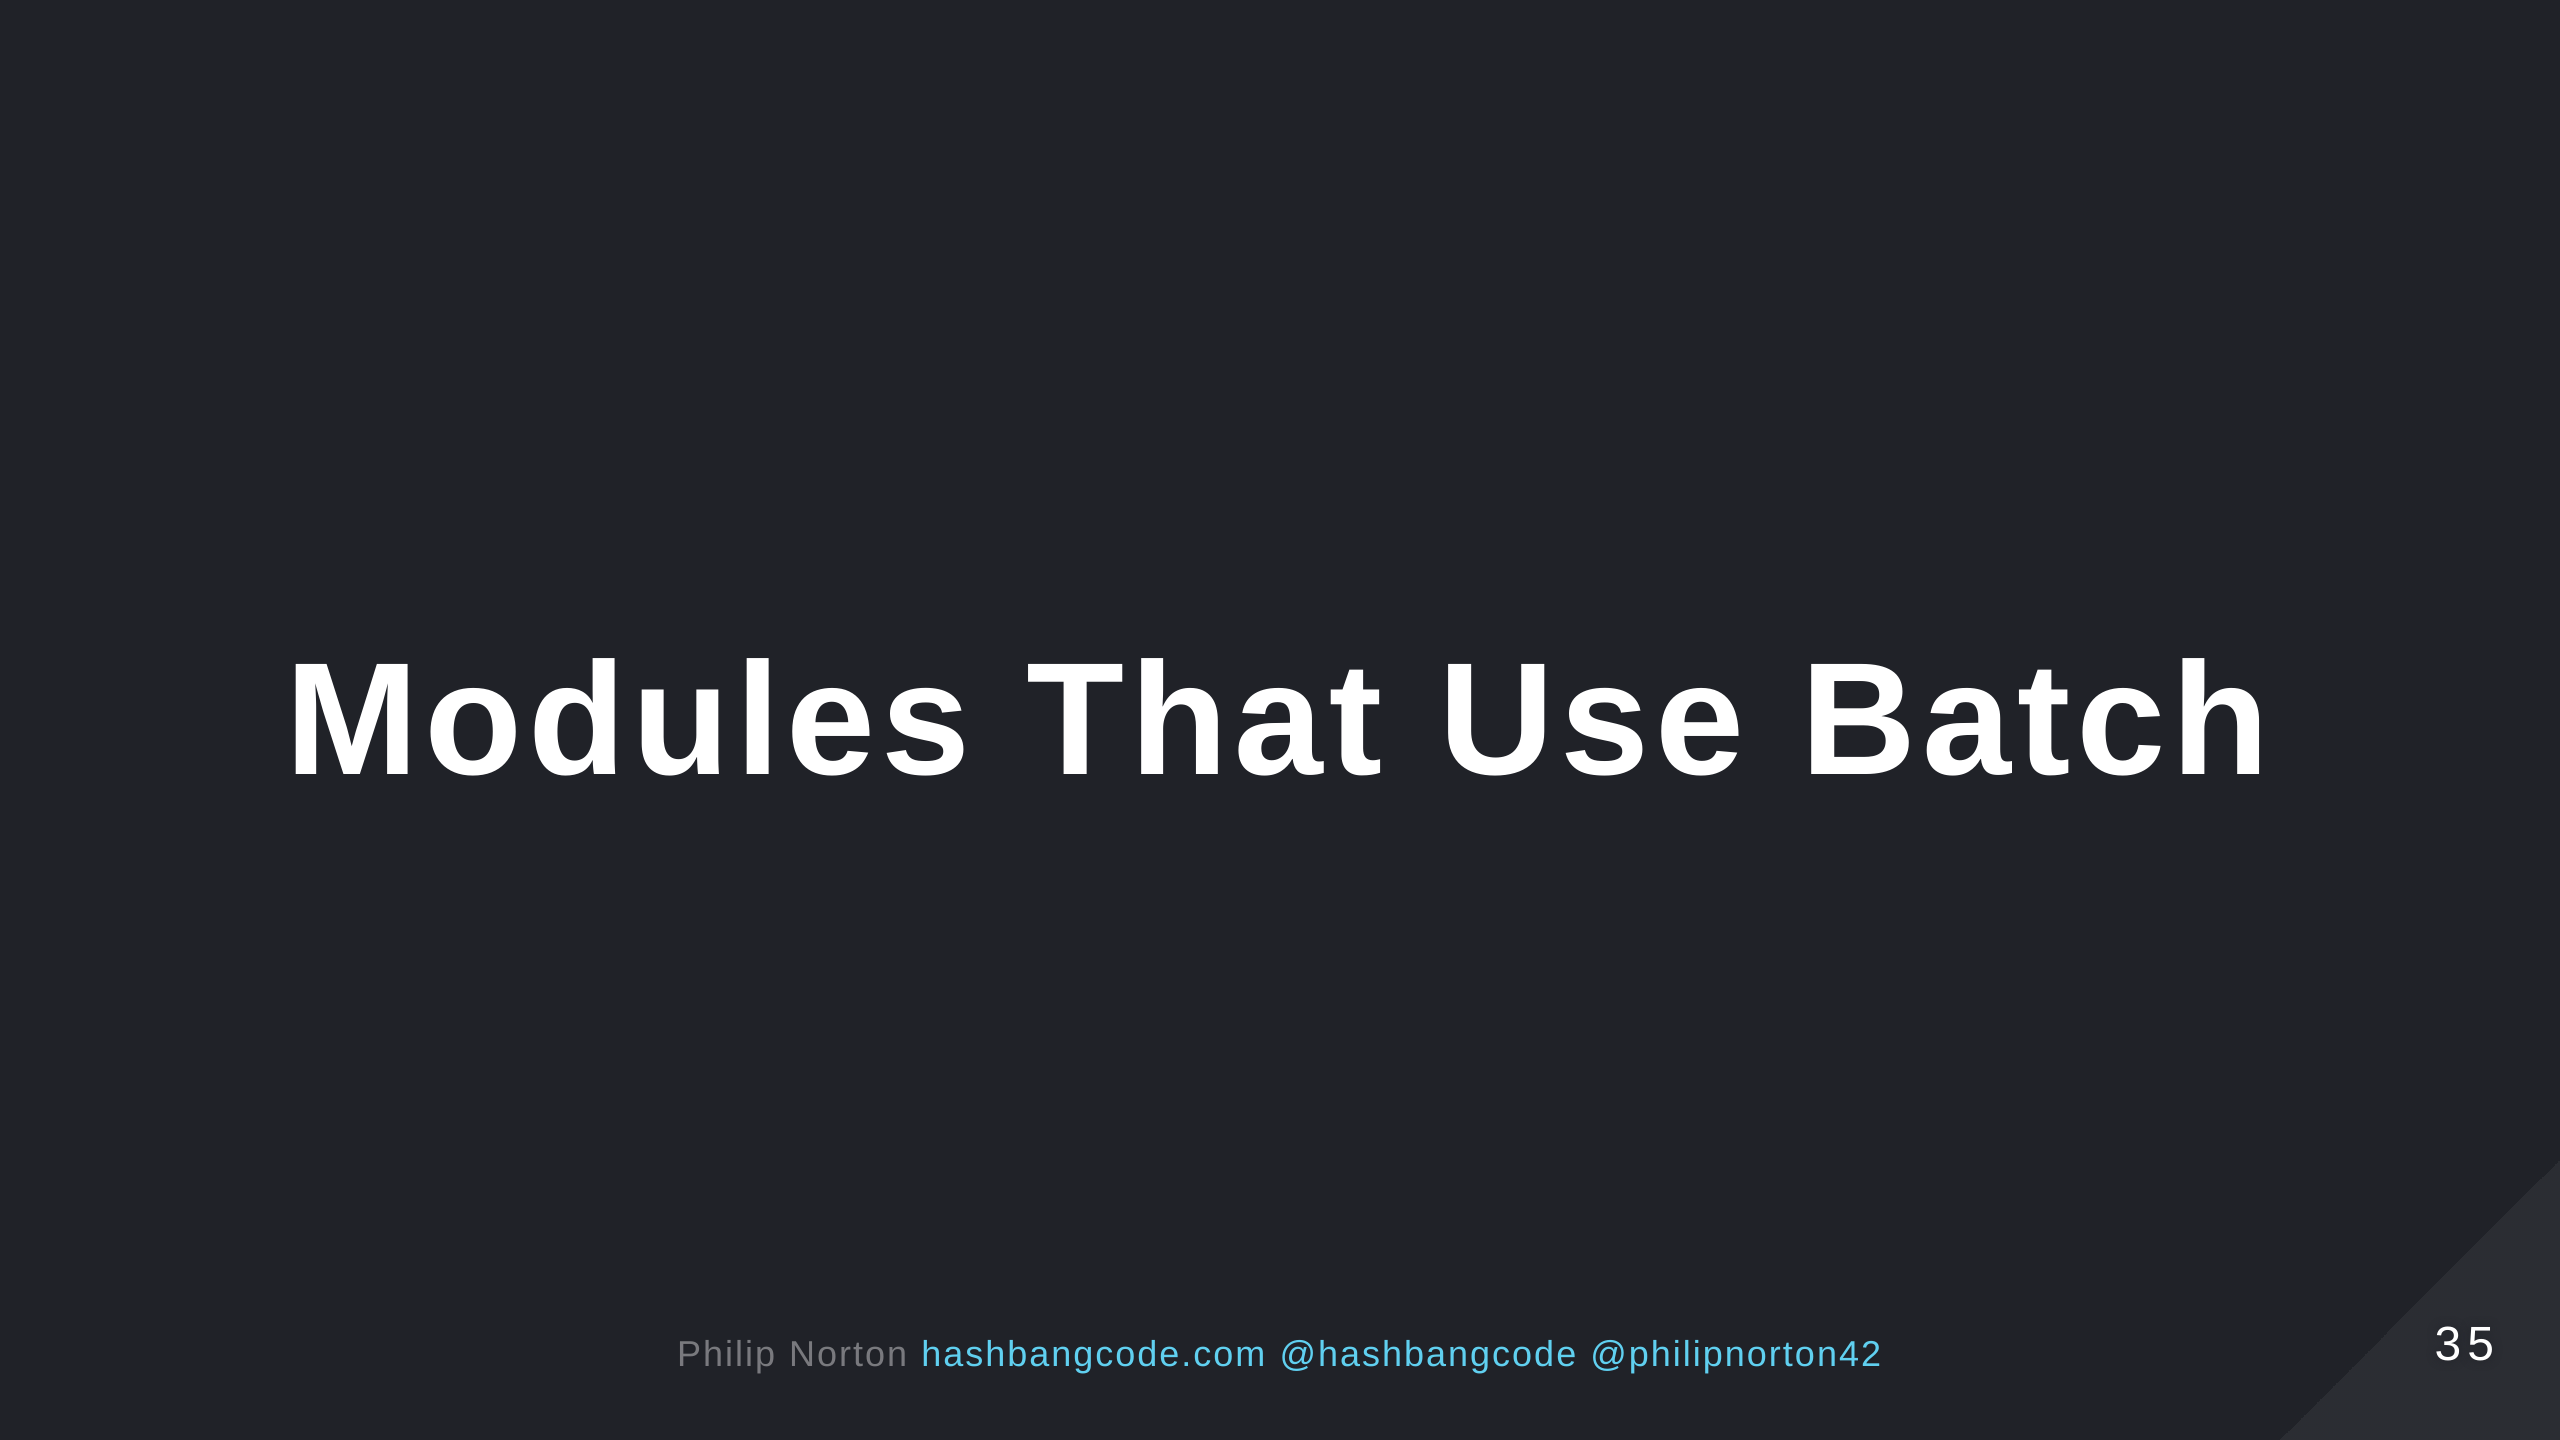 Modules That Use Batch
Philip Norton hashbangcode.com @hashbangcode @philipnorton42
35